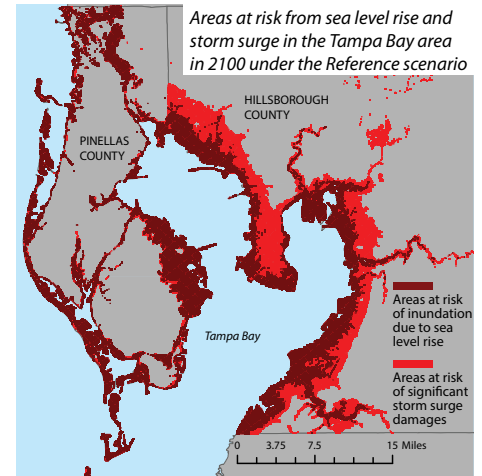 Areas at risk from sea level rise and
storm surge in the Tampa Bay area
in 2100 under the Reference scenario
HILLSBOROUGH
COUNTY
PINELLAS
COUNTY
Tampa Bay
Areas at risk
of inundation
due to sea
level rise
Areas at risk
of significant
storm surge
damages
0 3.75 7.5 15 Miles